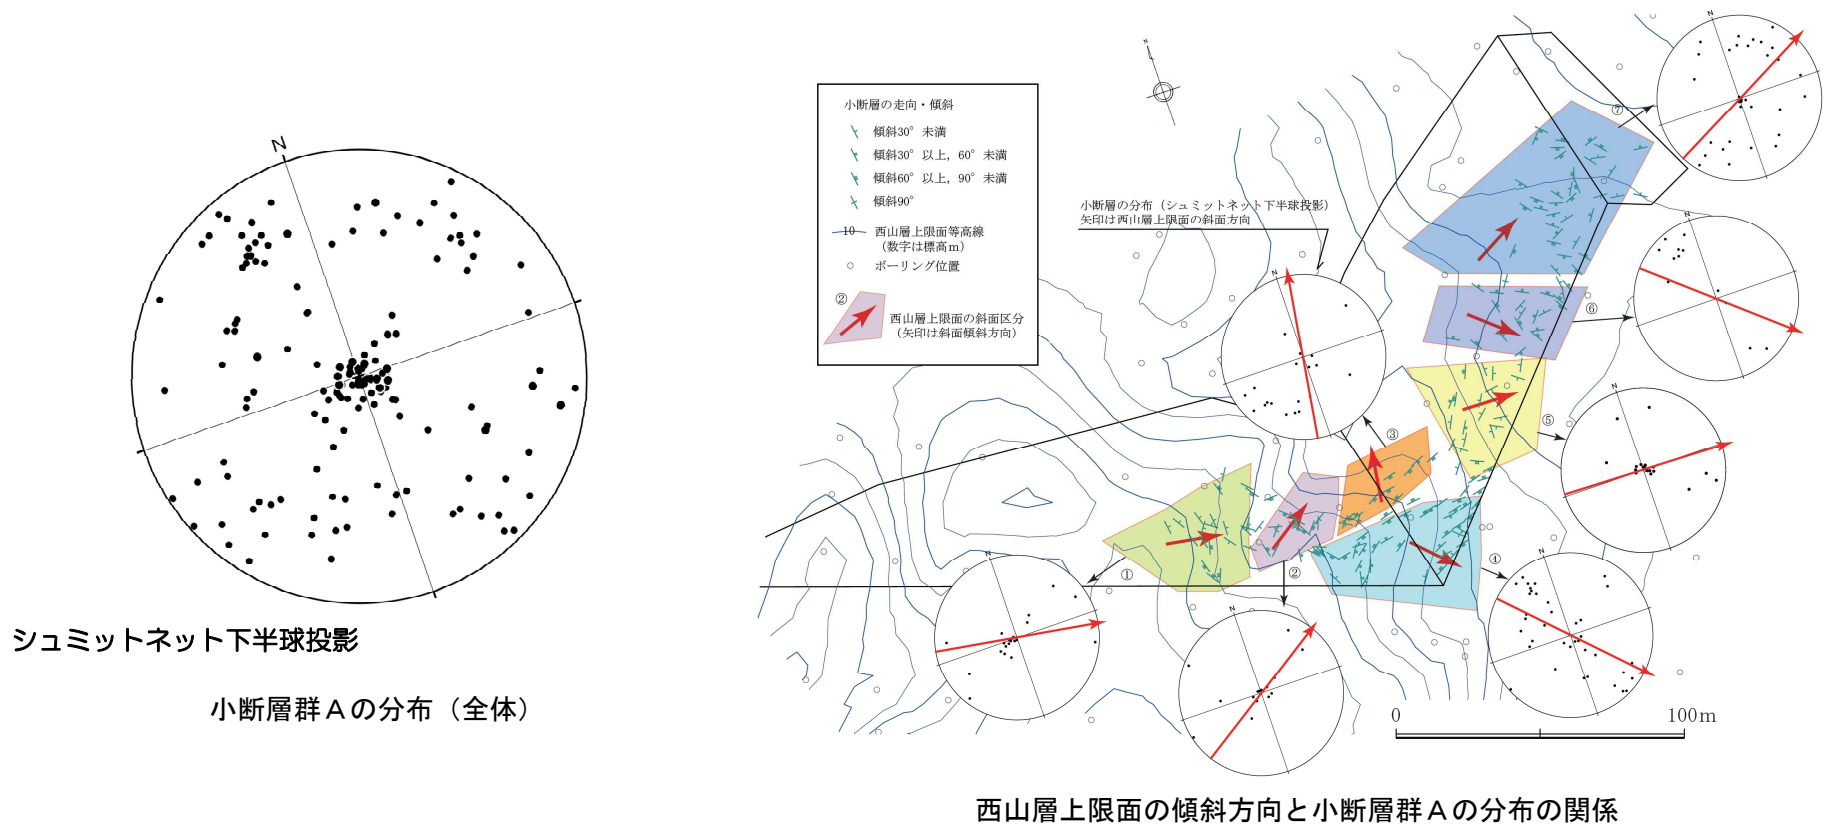 N
シュミットネット下半球投影
小断層群Aの分布（全体）
小断層の走向・傾斜
傾斜30°未満
傾斜30°以上，60°未満
傾斜60°以上，90°未満
傾斜90°
10 西山層上限面等高線
（数字は標高m）
ボーリング位置
②
西山層上限面の斜面区分
（矢印は斜面傾斜方向）
N
小断層の分布（シュミットネット下半球投影）
矢印は西山層上限面の斜面方向
N
⑦
N
⑥
N
③
⑤
N
④
N
①
N
②
N
0 100m
西山層上限面の傾斜方向と小断層群Aの分布の関係